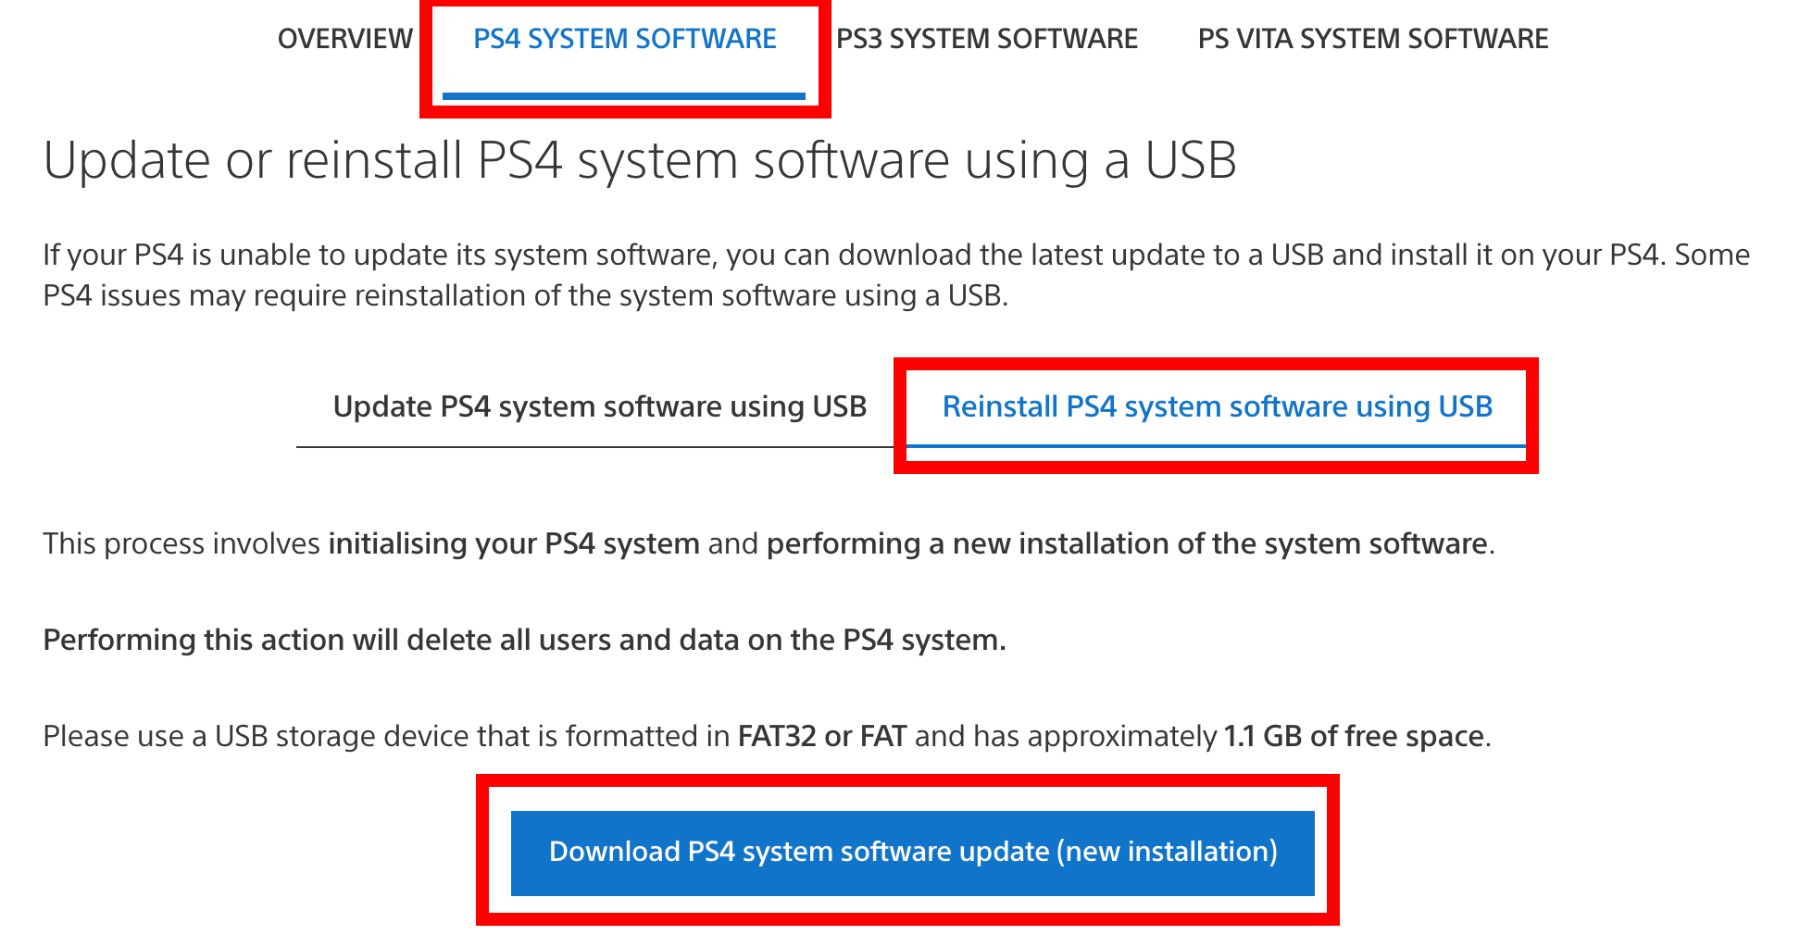 OVERVIEW PS4 SYSTEM SOFTWARE PS3 SYSTEM SOFTWARE PS VITA SYSTEM SOFTWARE
Update or reinstall PS4 system software using a USB
If your PS4 is unable to update its system software, you can download the latest update to a USB and install it on your PS4. Some
PS4 issues may require reinstallation of the system software using a USB.
Update PS4 system software using USB Reinstall PS4 system software using USB
This process involves initialising your PS4 system and performing a new installation of the system software.
Performing this action will delete all users and data on the PS4 system.
Please use a USB storage device that is formatted in FAT32 or FAT and has approximately 1.1 GB of free space.
Download PS4 system software update (new installation)